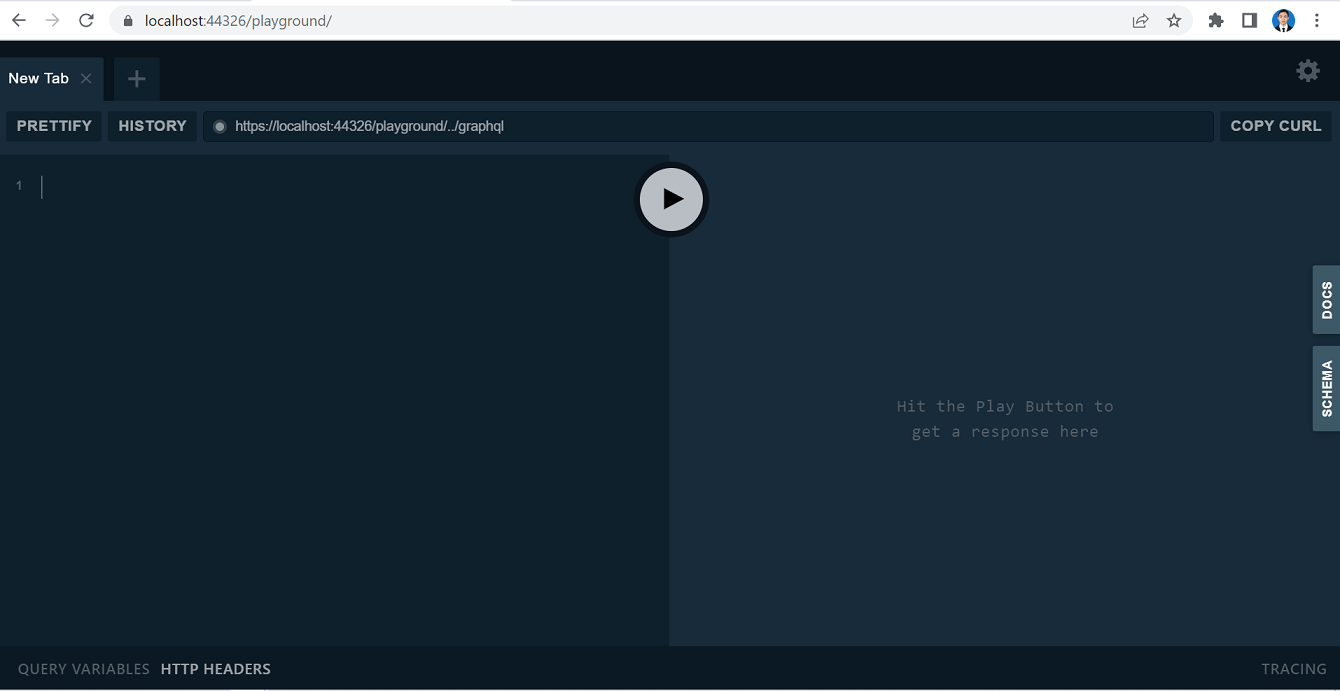 localhost:44326/playground/
New Tab
PRETTIFY HISTORY https://localhost:44326/playground/../graphql COPY CURL
1
DOCS
SCHEMA
Hit the Play Button to
get a response here
QUERY VARIABLES HTTP HEADERS TRACING